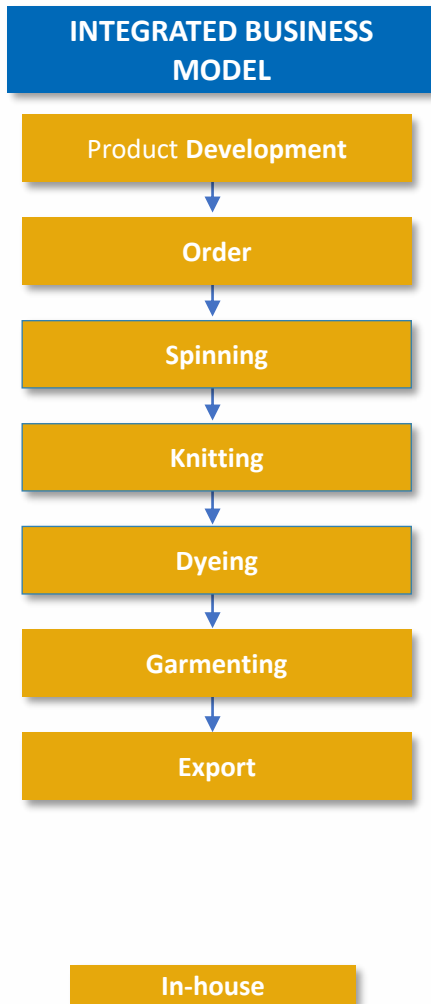 INTEGRATED BUSINESS
MODEL
Product Development
Order
Spinning
Knitting
Dyeing
Garmenting
Export
In-house